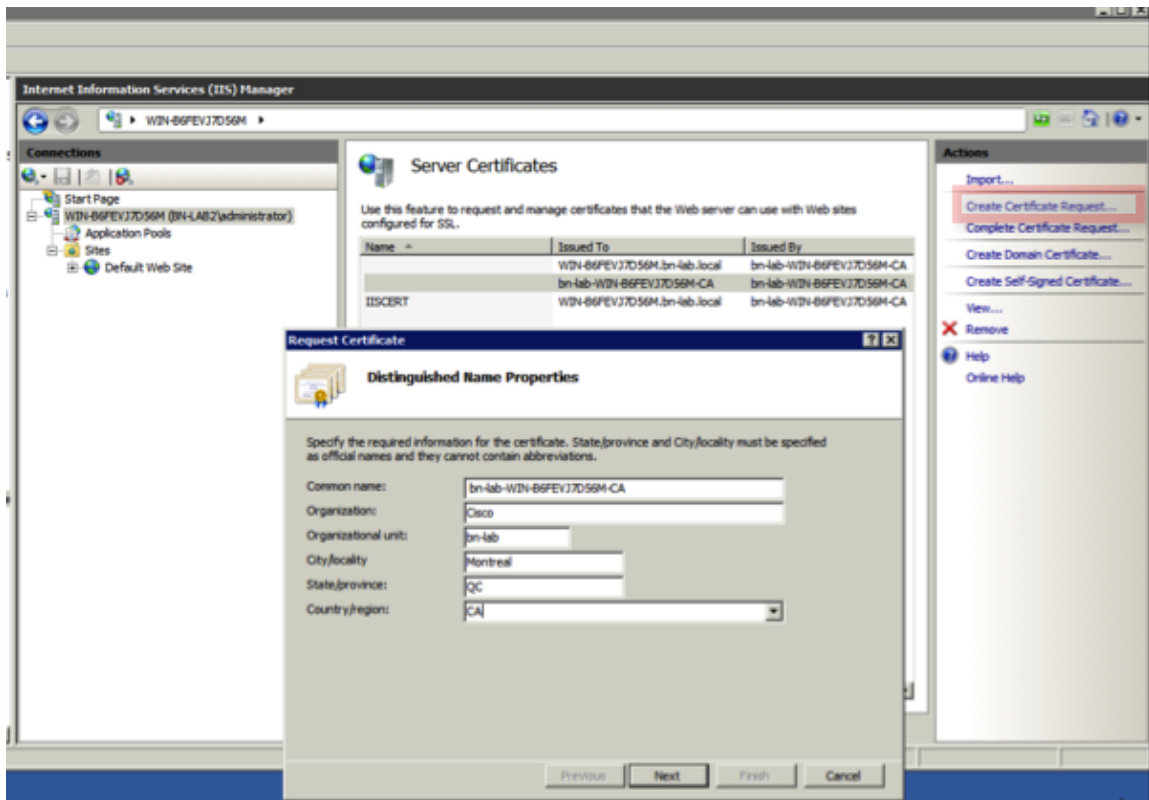 Internet Information Services (IIS) Manager
WIN-B6FEVJ7D56M
Connections
Start Page
WIN-B6FEVJ7D56M (BN-LAB2\administrator)
Application Pools
Sites
Default Web Site
Server Certificates
Use this feature to request and manage certificates that the Web server can use with Web sites
configured for SSL.
Name Issued To Issued By
WIN-B6FEVJ7D56M.bn-lab.local bn-lab-WIN-B6FEVJ7D56M-CA
bn-lab-WIN-B6FEVJ7D56M-CA bn-lab-WIN-B6FEVJ7D56M-CA
IISCERT WIN-B6FEVJ7D56M.bn-lab.local bn-lab-WIN-B6FEVJ7D56M-CA
Actions
Import...
Create Certificate Request...
Complete Certificate Request...
Create Domain Certificate...
Create Self-Signed Certificate...
View...
Remove
Help
Online Help
Request Certificate
Distinguished Name Properties
Specify the required information for the certificate. State/province and City/locality must be specified
as official names and they cannot contain abbreviations.
Common name: bn-lab-WIN-B6FEVJ7D56M-CA
Organization: Cisco
Organizational unit: bn-lab
City/locality Montreal
State/province: QC
Country/region: CA
Previous Next Finish Cancel